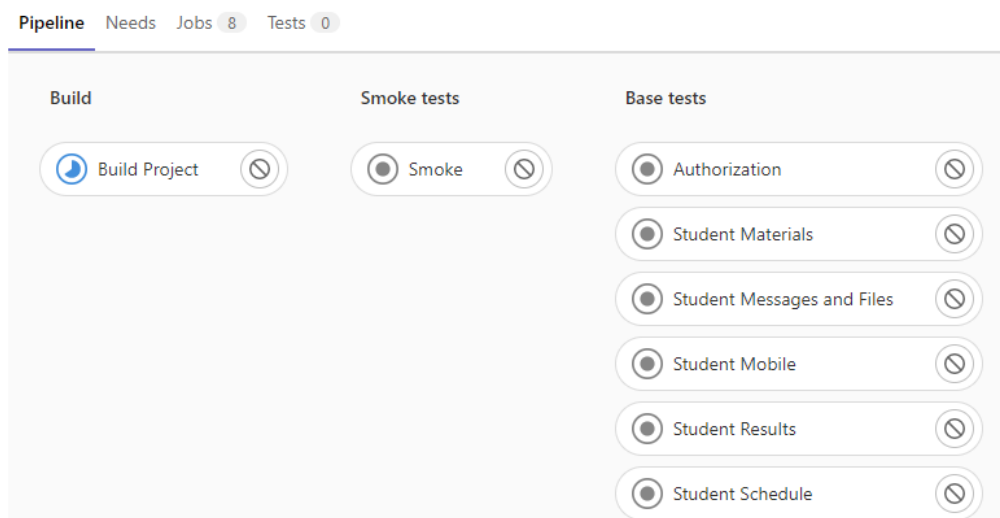 Pipeline Needs Jobs 8 Tests 0
Build Smoke tests Base tests
Build Project Smoke Authorization
Student Materials
Student Messages and Files
Student Mobile
Student Results
Student Schedule